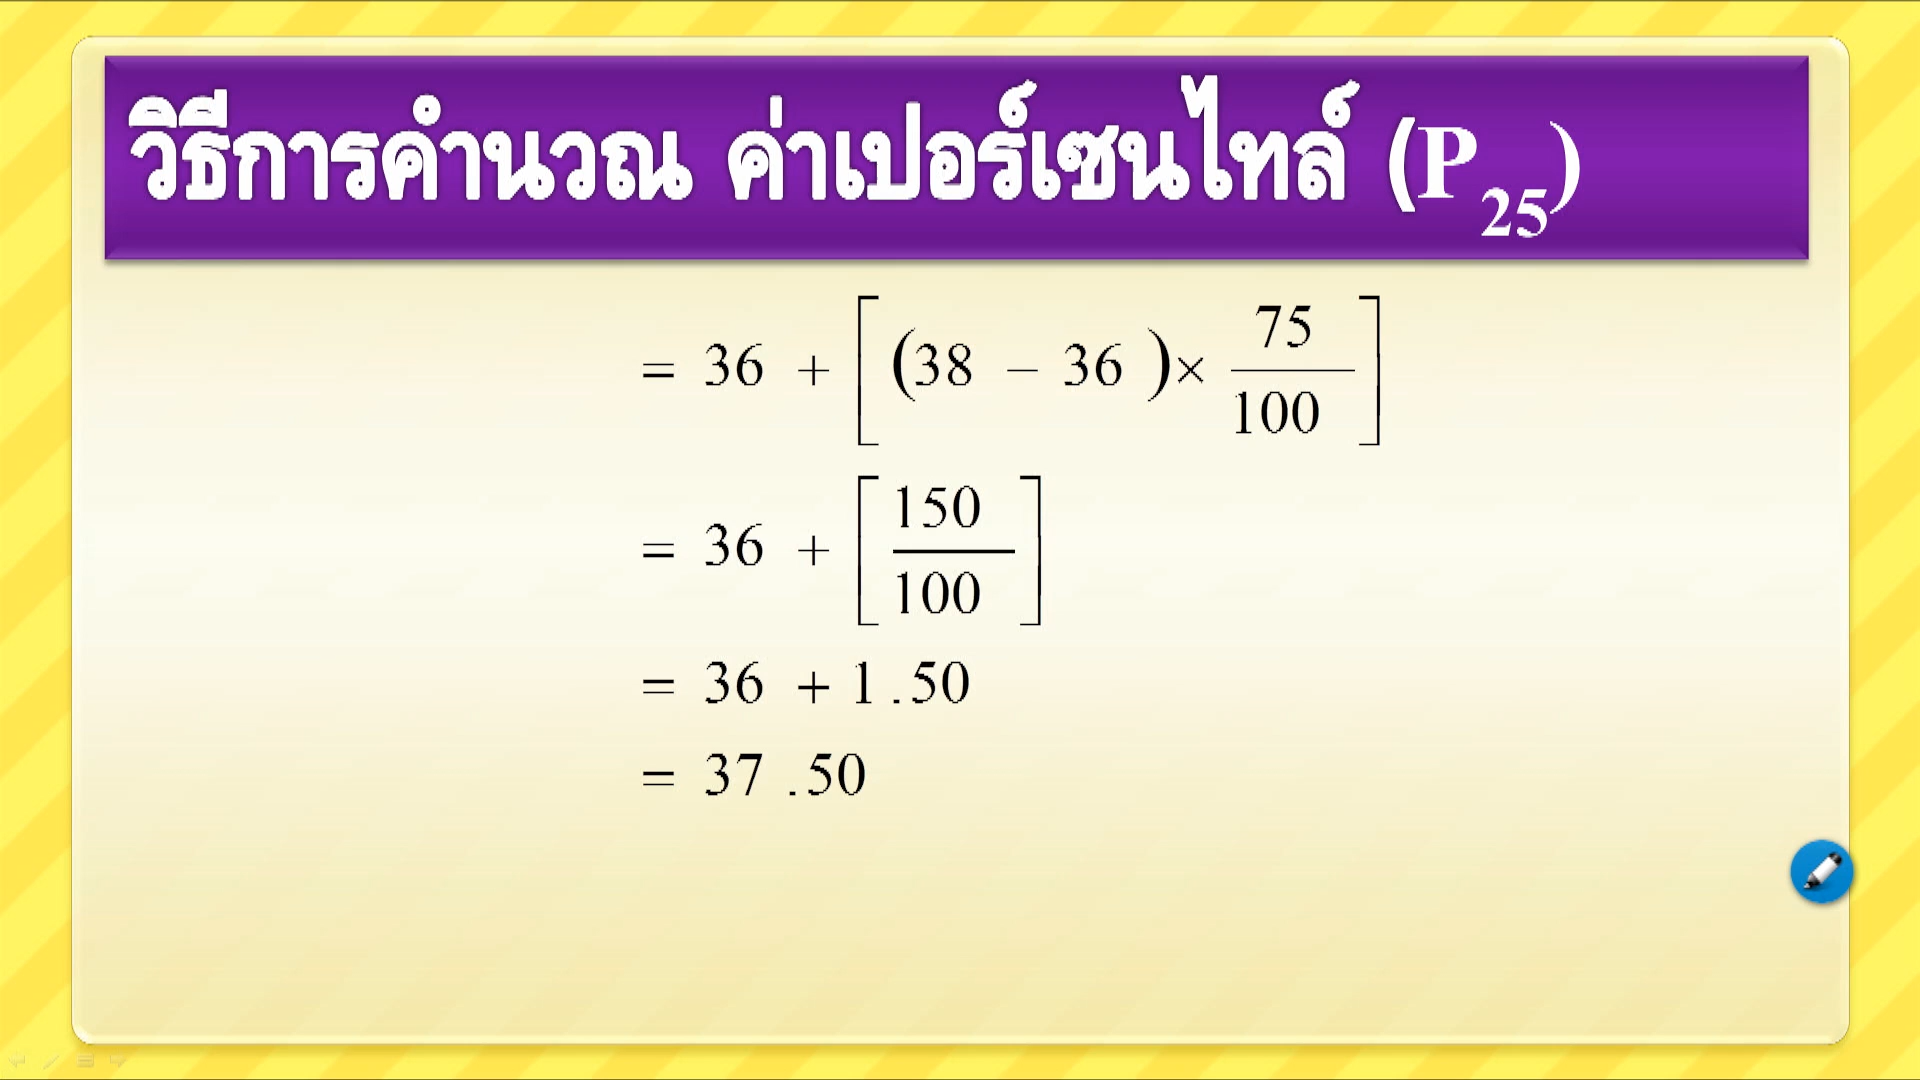 วิธีการคำนวณ ค่าเปอร์เซนไทล์ (P₂₅)
= 36 + [ (38 − 36) × 75/100 ]
= 36 + [ 150/100 ]
= 36 + 1.50
= 37.50